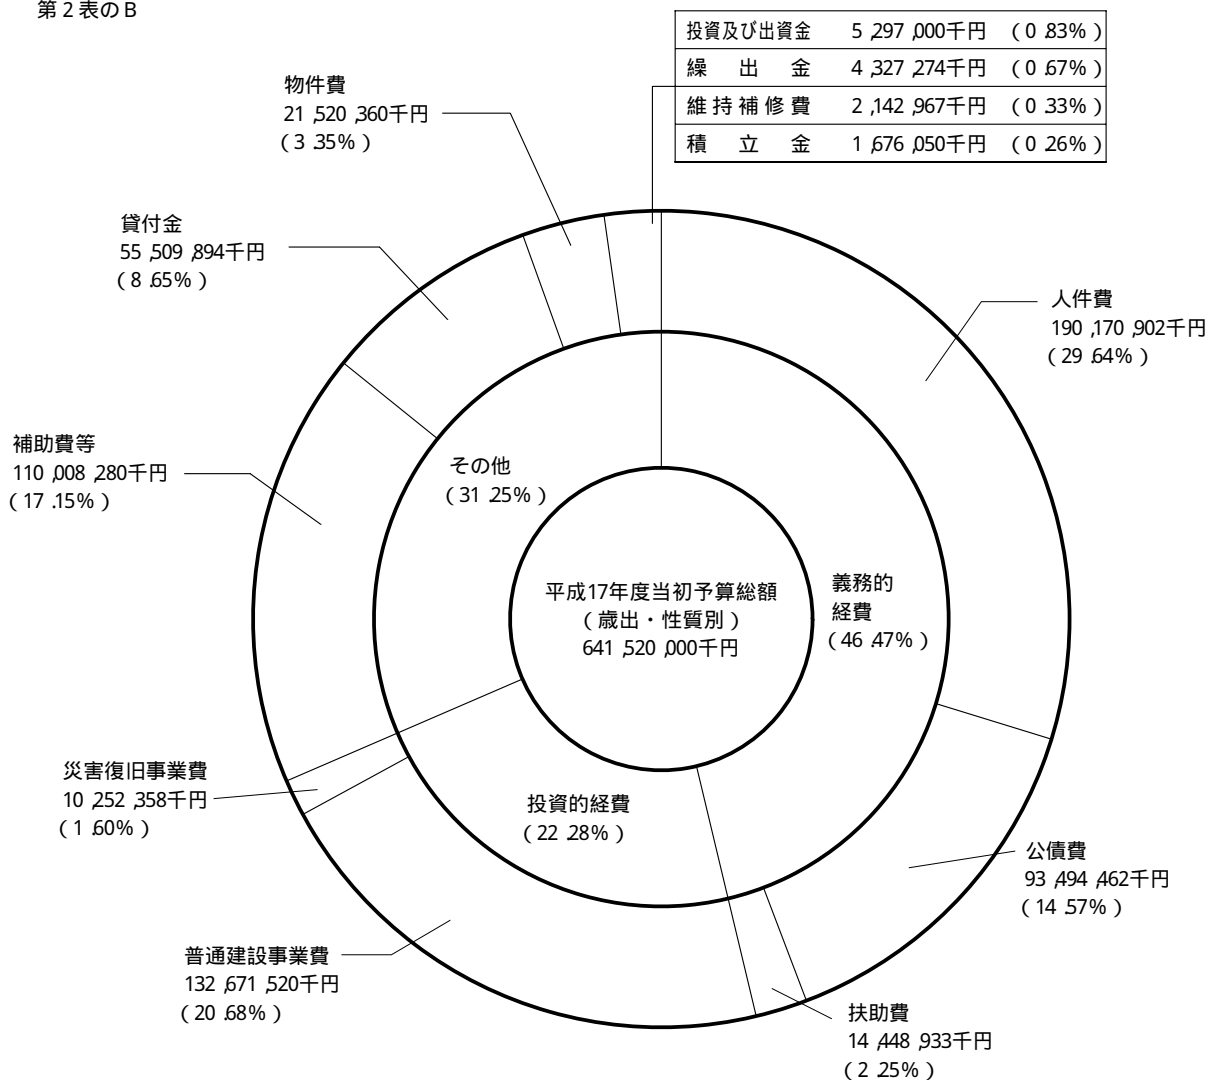 第2表のB
投資及び出資金 5,297,000千円 (0.83%)
繰出金 4,327,274千円 (0.67%)
維持補修費 2,142,967千円 (0.33%)
積立金 1,676,050千円 (0.26%)
物件費
21,520,360千円
(3.35%)
貸付金
55,509,894千円
(8.65%)
人件費
190,170,902千円
(29.64%)
補助費等
110,008,280千円
(17.15%)
その他
(31.25%)
平成17年度当初予算総額
(歳出・性質別)
641,520,000千円
義務的
経費
(46.47%)
災害復旧事業費
10,252,358千円
(1.60%)
投資的経費
(22.28%)
公債費
93,494,462千円
(14.57%)
普通建設事業費
132,671,520千円
(20.68%)
扶助費
14,448,933千円
(2.25%)